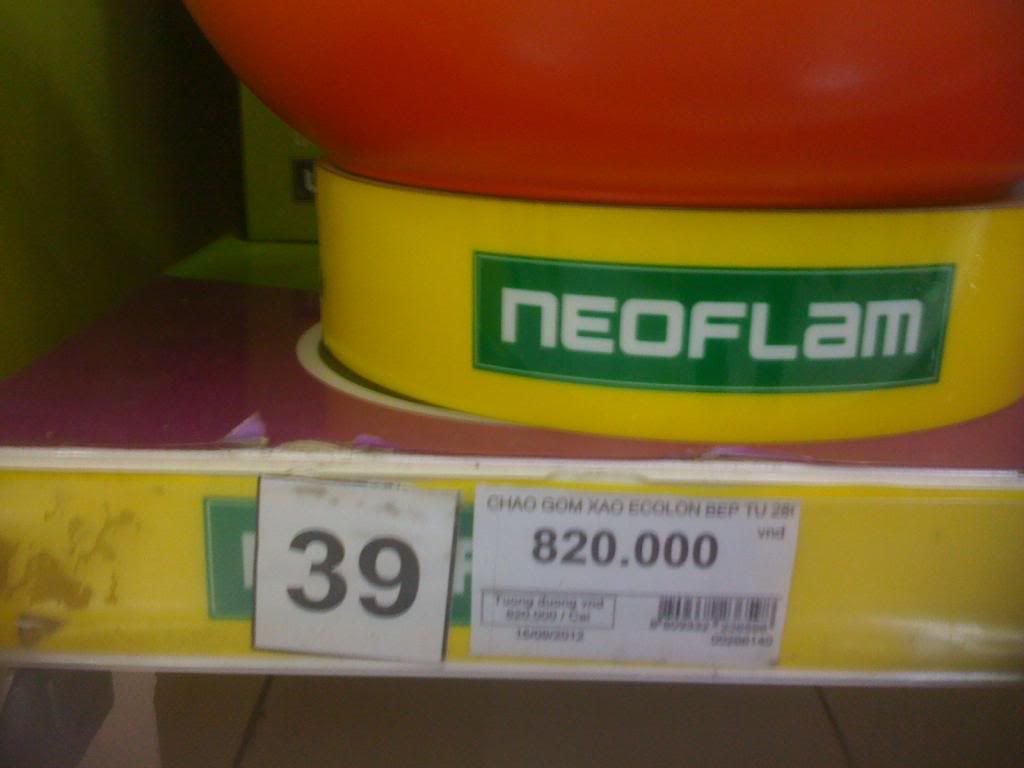 NEOFLAM
39
CHAO GOM XAO ECOLON BEP TU 28
vnd
820.000
Tuong duong vnd
820.000 / Cai
16/09/2012
00286140